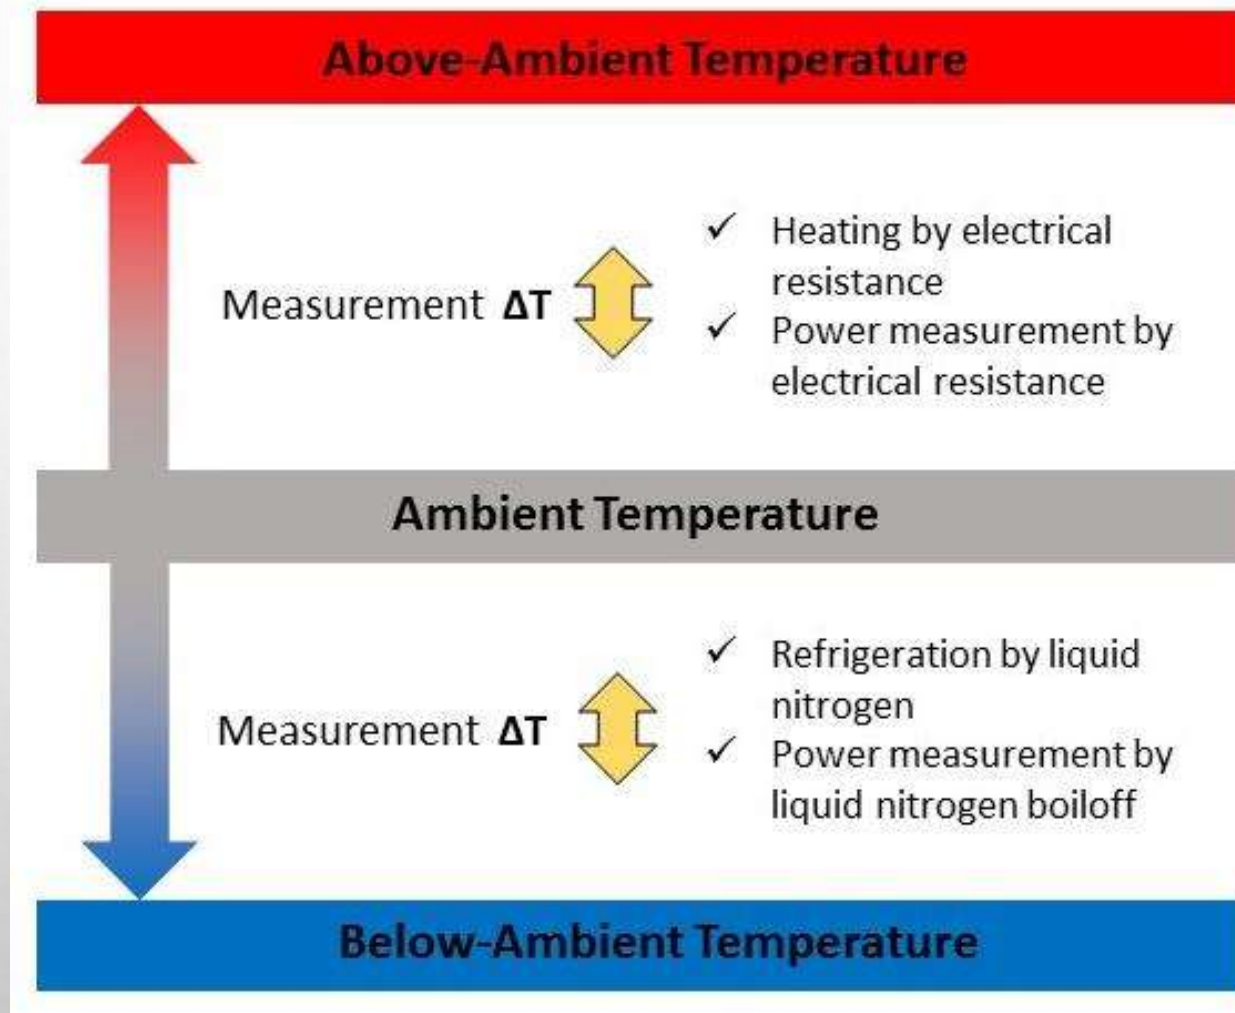 Above-Ambient Temperature
✓ Heating by electrical
resistance
Measurement ΔT
✓ Power measurement by
electrical resistance
Ambient Temperature
✓ Refrigeration by liquid
nitrogen
Measurement ΔT
✓ Power measurement by
liquid nitrogen boiloff
Below-Ambient Temperature